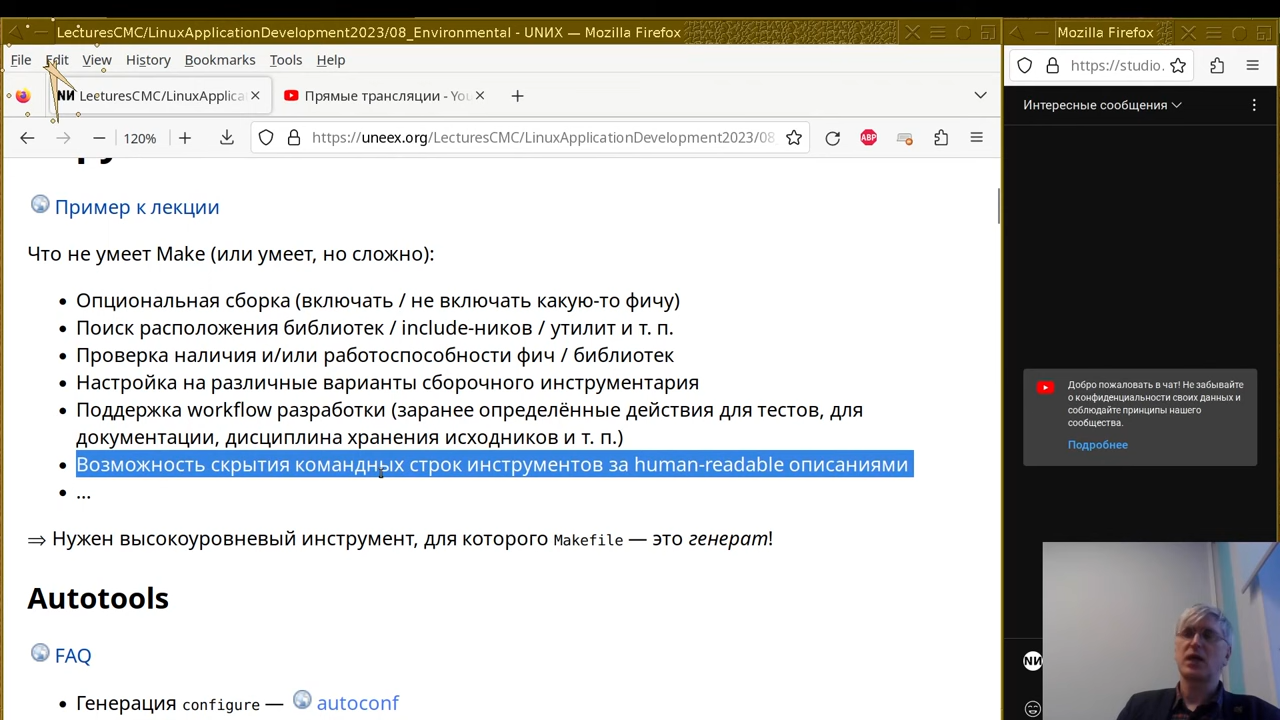 LecturesCMC/LinuxApplicationDevelopment2023/08_Environmental - UNИX — Mozilla Firefox
Mozilla Firefox
File Edit View History Bookmarks Tools Help
https://studio.
NИ LecturesCMC/LinuxApplica
Прямые трансляции - You
Интересные сообщения
120%
https://uneex.org/LecturesCMC/LinuxApplicationDevelopment2023/08
ABP
Пример к лекции
Что не умеет Make (или умеет, но сложно):
Опциональная сборка (включать / не включать какую-то фичу)
Поиск расположения библиотек / include-ников / утилит и т. п.
Проверка наличия и/или работоспособности фич / библиотек
Настройка на различные варианты сборочного инструментария
Поддержка workflow разработки (заранее определённые действия для тестов, для
документации, дисциплина хранения исходников и т. п.)
Возможность скрытия командных строк инструментов за human-readable описаниями
...
⇒ Нужен высокоуровневый инструмент, для которого Makefile — это генерат!
Autotools
FAQ
Генерация configure — autoconf
Добро пожаловать в чат! Не забывайте
о конфиденциальности своих данных и
соблюдайте принципы нашего
сообщества.
Подробнее
NИ